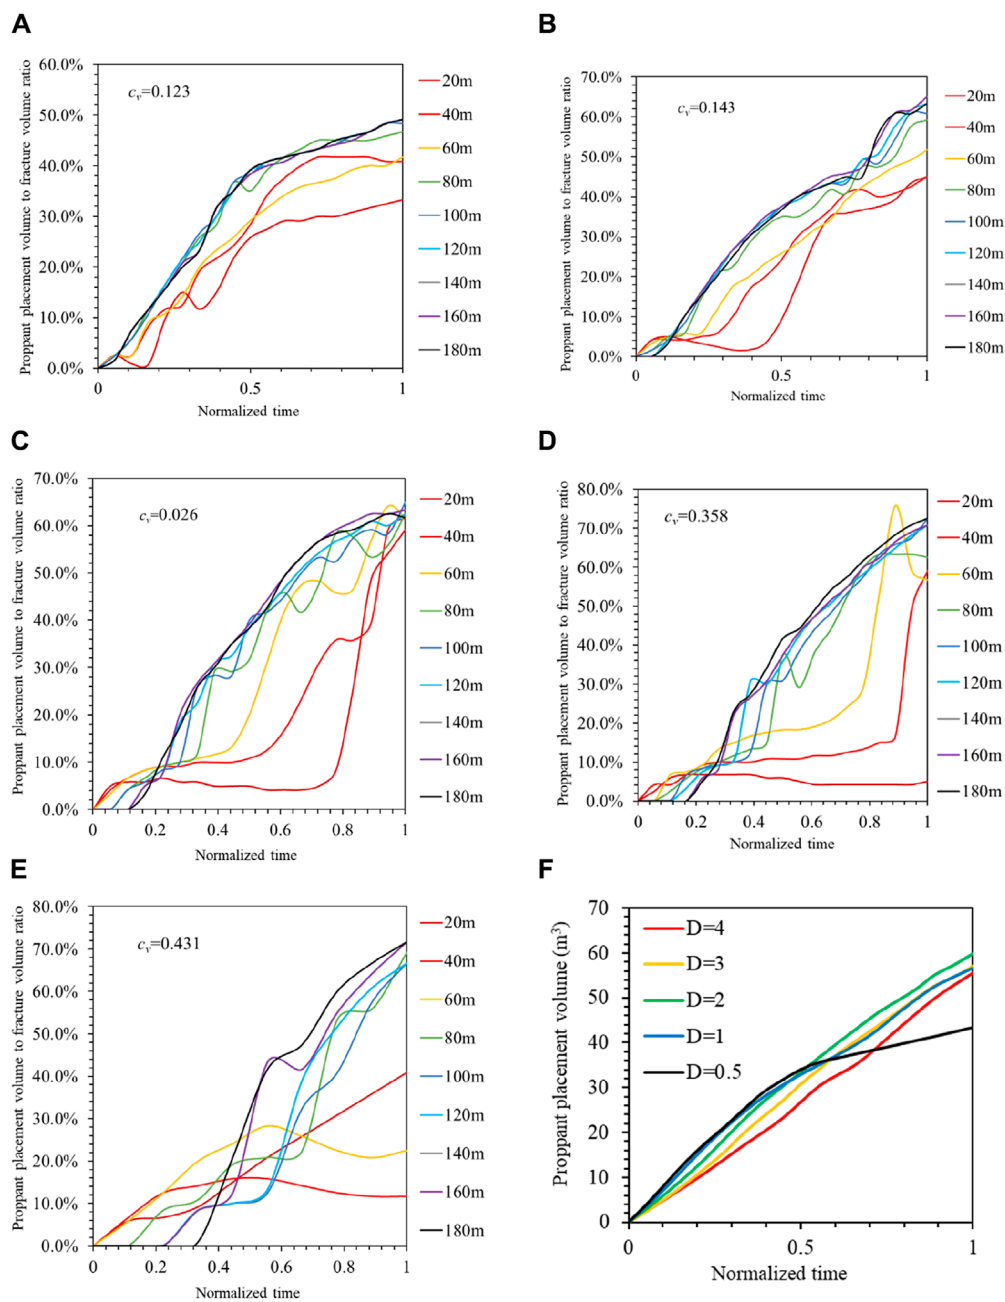 A
Proppant placement volume to fracture volume ratio
60.0%
50.0%
40.0%
30.0%
20.0%
10.0%
0.0%
cv=0.123
0
0.5
1
Normalized time
20m
40m
60m
80m
100m
120m
140m
160m
180m
B
Proppant placement volume to fracture volume ratio
70.0%
60.0%
50.0%
40.0%
30.0%
20.0%
10.0%
0.0%
cv=0.143
0
0.5
1
Normalized time
20m
40m
60m
80m
100m
120m
140m
160m
180m
C
Proppant placement volume to fracture volume ratio
70.0%
60.0%
50.0%
40.0%
30.0%
20.0%
10.0%
0.0%
cv=0.026
0
0.2
0.4
0.6
0.8
1
Normalized time
20m
40m
60m
80m
100m
120m
140m
160m
180m
D
Proppant placement volume to fracture volume ratio
80.0%
70.0%
60.0%
50.0%
40.0%
30.0%
20.0%
10.0%
0.0%
cv=0.358
0
0.2
0.4
0.6
0.8
1
Normalized time
20m
40m
60m
80m
100m
120m
140m
160m
180m
E
Proppant placement volume to fracture volume ratio
80.0%
70.0%
60.0%
50.0%
40.0%
30.0%
20.0%
10.0%
0.0%
cv=0.431
0
0.2
0.4
0.6
0.8
1
Normalized time
20m
40m
60m
80m
100m
120m
140m
160m
180m
F
Proppant placement volume (m³)
70
60
50
40
30
20
10
0
D=4
D=3
D=2
D=1
D=0.5
0
0.5
1
Normalized time